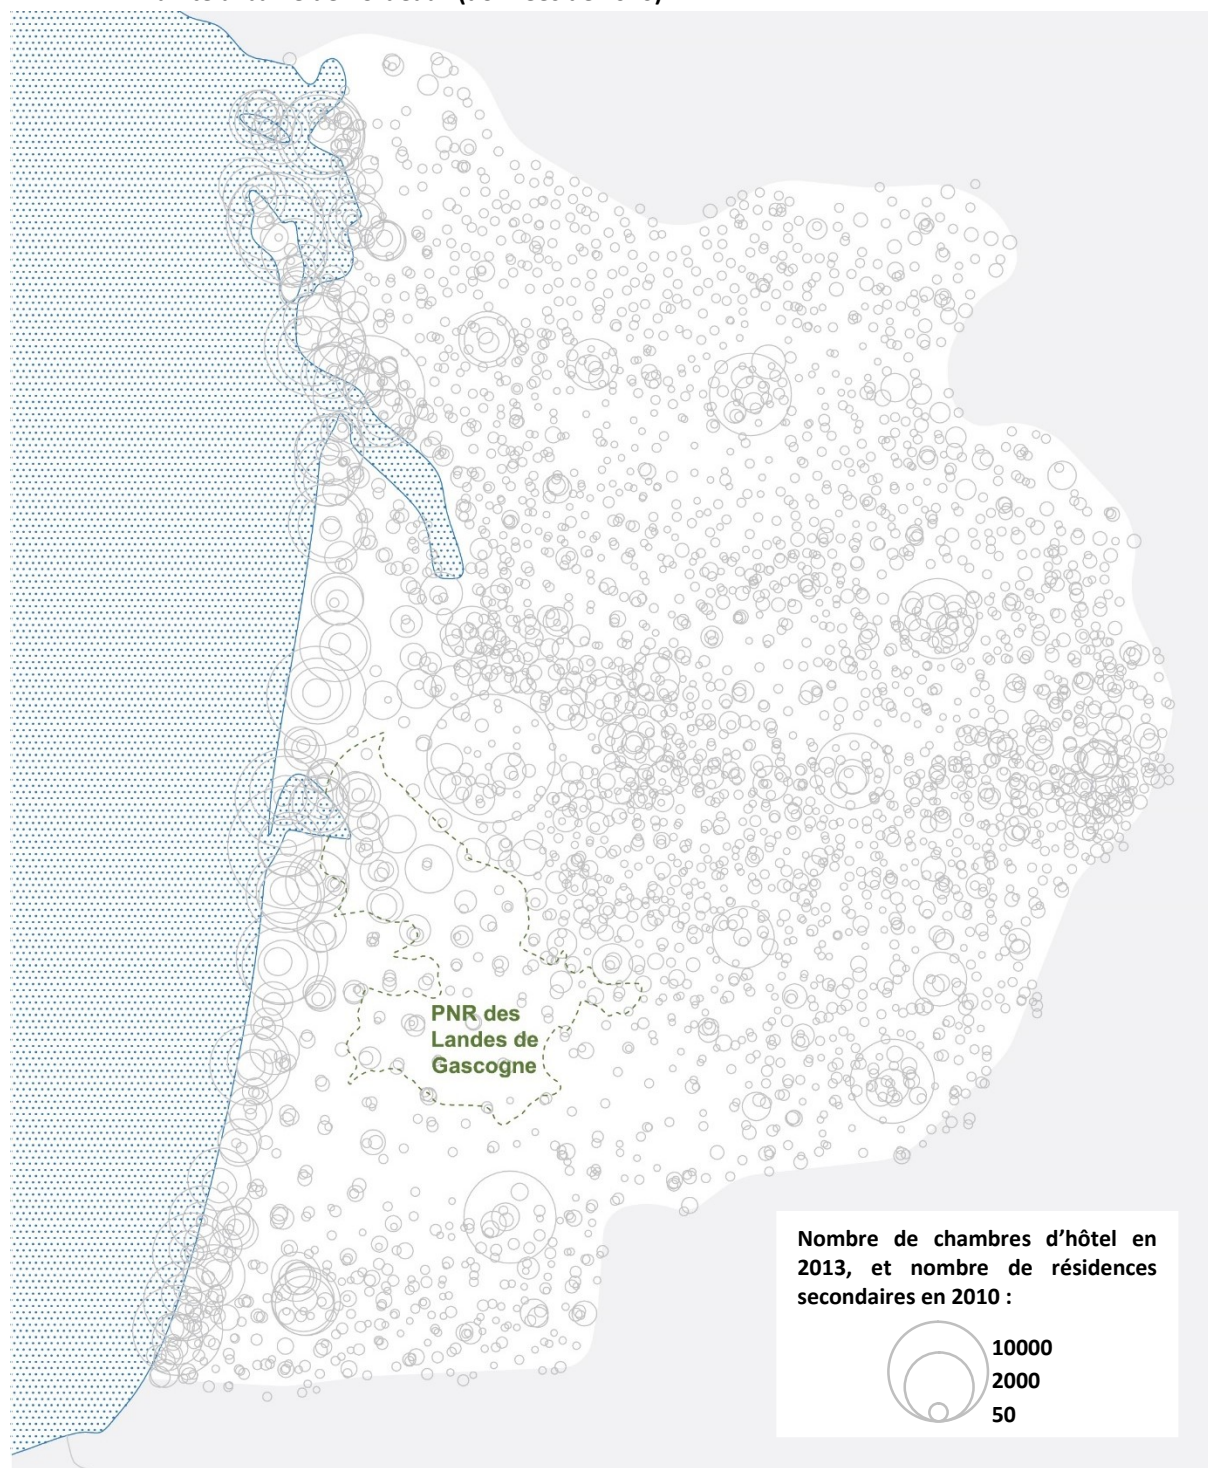 PNR des
Landes de
Gascogne
Nombre de chambres d'hôtel en
2013, et nombre de résidences
secondaires en 2010 :
10000
2000
50